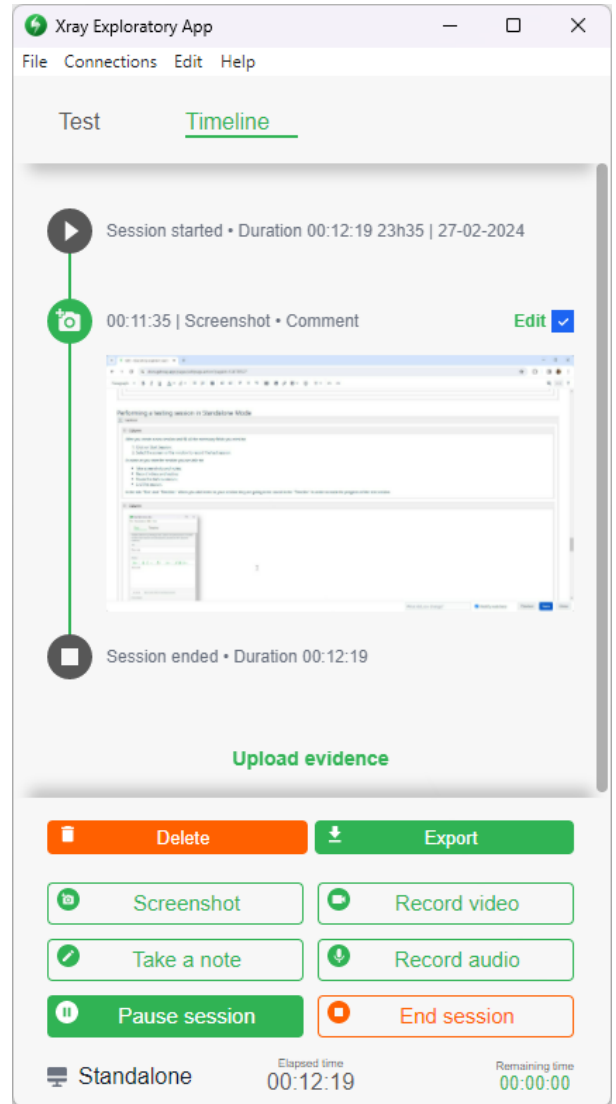 Xray Exploratory App
File Connections Edit Help
Test Timeline
Session started • Duration 00:12:19 23h35 | 27-02-2024
00:11:35 | Screenshot • Comment Edit
Performing a testing session in Standalone Mode
Session ended • Duration 00:12:19
Upload evidence
Delete Export
Screenshot Record video
Take a note Record audio
Pause session End session
Standalone
Elapsed time
00:12:19
Remaining time
00:00:00